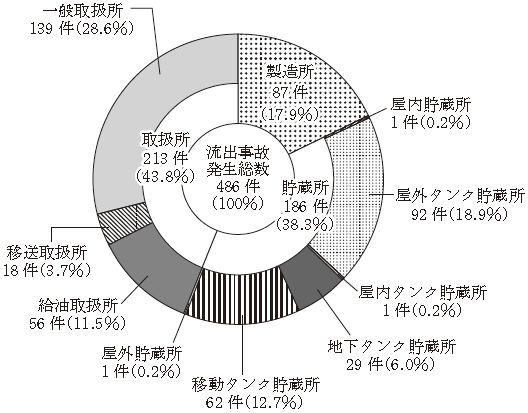 一般取扱所
139 件(28.6%)
製造所
87 件
(17.9%)
屋内貯蔵所
1 件(0.2%)
取扱所
213 件
(43.8%)
流出事故
発生総数
486 件
(100%)
貯蔵所
186 件
(38.3%)
屋外タンク貯蔵所
92 件(18.9%)
移送取扱所
18 件(3.7%)
給油取扱所
56 件(11.5%)
屋内タンク貯蔵所
1 件(0.2%)
地下タンク貯蔵所
29 件(6.0%)
屋外貯蔵所
1 件(0.2%)
移動タンク貯蔵所
62 件(12.7%)